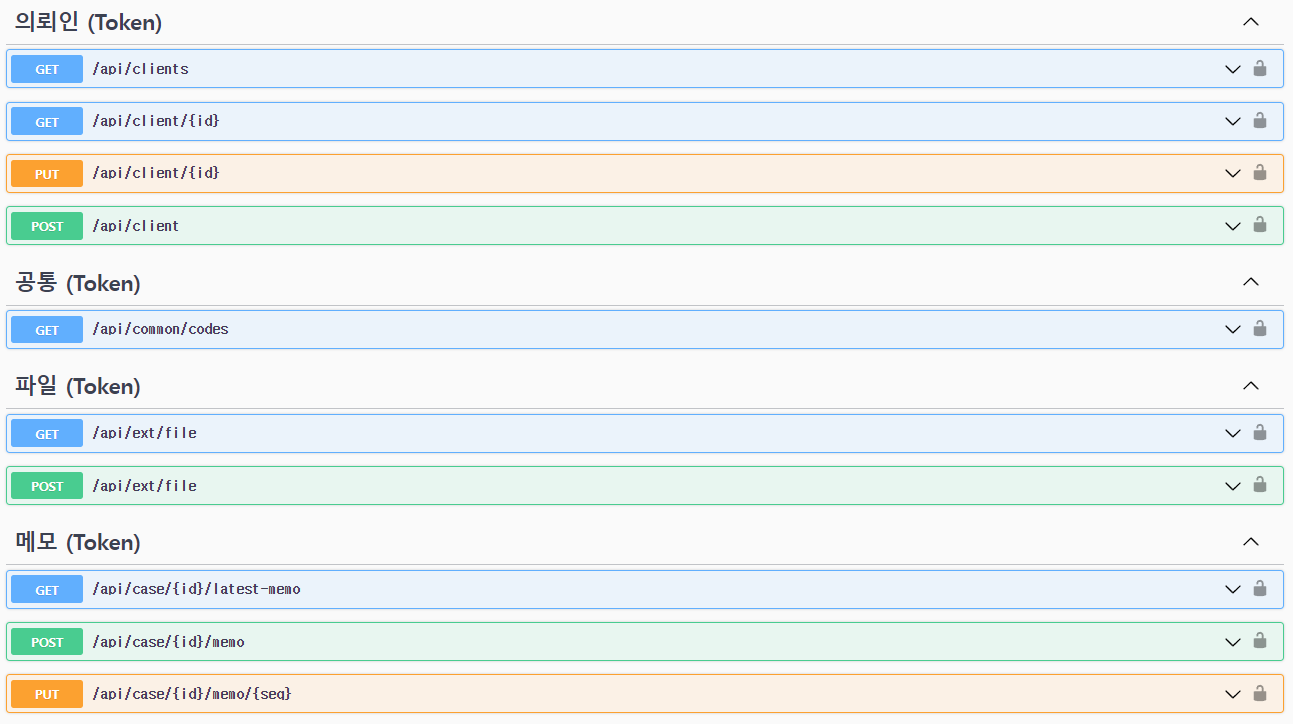 의뢰인 (Token)
GET /api/clients
GET /api/client/{id}
PUT /api/client/{id}
POST /api/client
공통 (Token)
GET /api/common/codes
파일 (Token)
GET /api/ext/file
POST /api/ext/file
메모 (Token)
GET /api/case/{id}/latest-memo
POST /api/case/{id}/memo
PUT /api/case/{id}/memo/{seq}